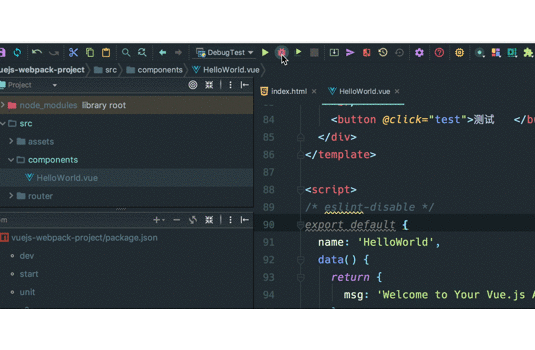 DebugTest
vuejs-webpack-project src components HelloWorld.vue
Project
node_modules library root
src
assets
components
HelloWorld.vue
router
vuejs-webpack-project/package.json
dev
start
unit
index.html HelloWorld.vue
84 <button @click="test">测试 </b
85 </div>
86 </template>
87
88 <script>
89 /* eslint-disable */
90 export default {
91 name: 'HelloWorld',
92 data() {
93 return {
94 msg: 'Welcome to Your Vue.js A